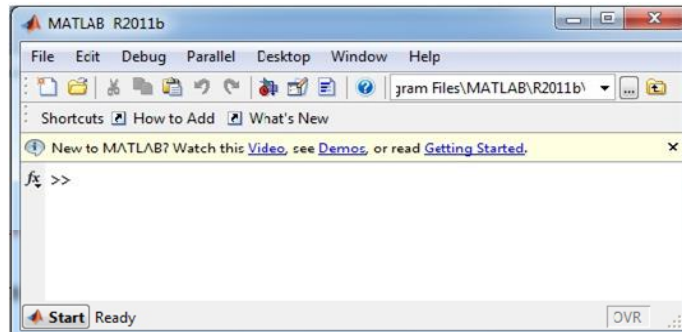 MATLAB R2011b
File Edit Debug Parallel Desktop Window Help
gram Files\MATLAB\R2011b\ ...
Shortcuts How to Add What's New
New to MATLAB? Watch this Video, see Demos, or read Getting Started.
fx >>
Start Ready OVR